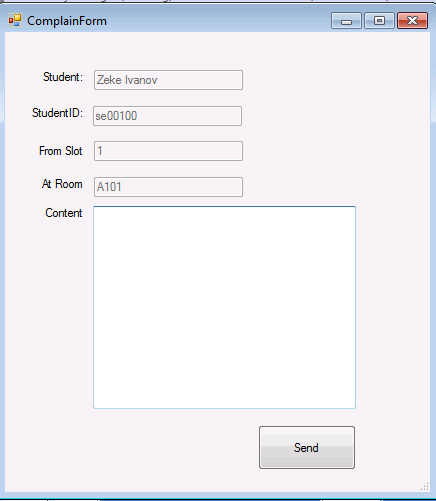 ComplainForm
Student: Zeke Ivanov
StudentID: se00100
From Slot 1
At Room A101
Content
Send